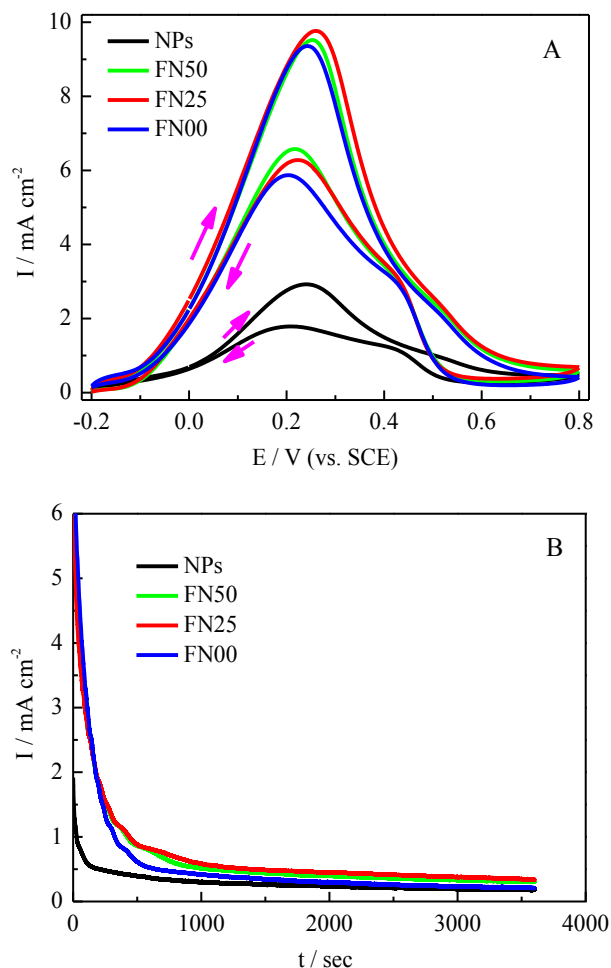 A
NPs
FN50
FN25
FN00
I / mA cm⁻²
10
8
6
4
2
0
-0.2 0.0 0.2 0.4 0.6 0.8
E / V (vs. SCE)
B
NPs
FN50
FN25
FN00
I / mA cm⁻²
6
5
4
3
2
1
0
0 1000 2000 3000 4000
t / sec